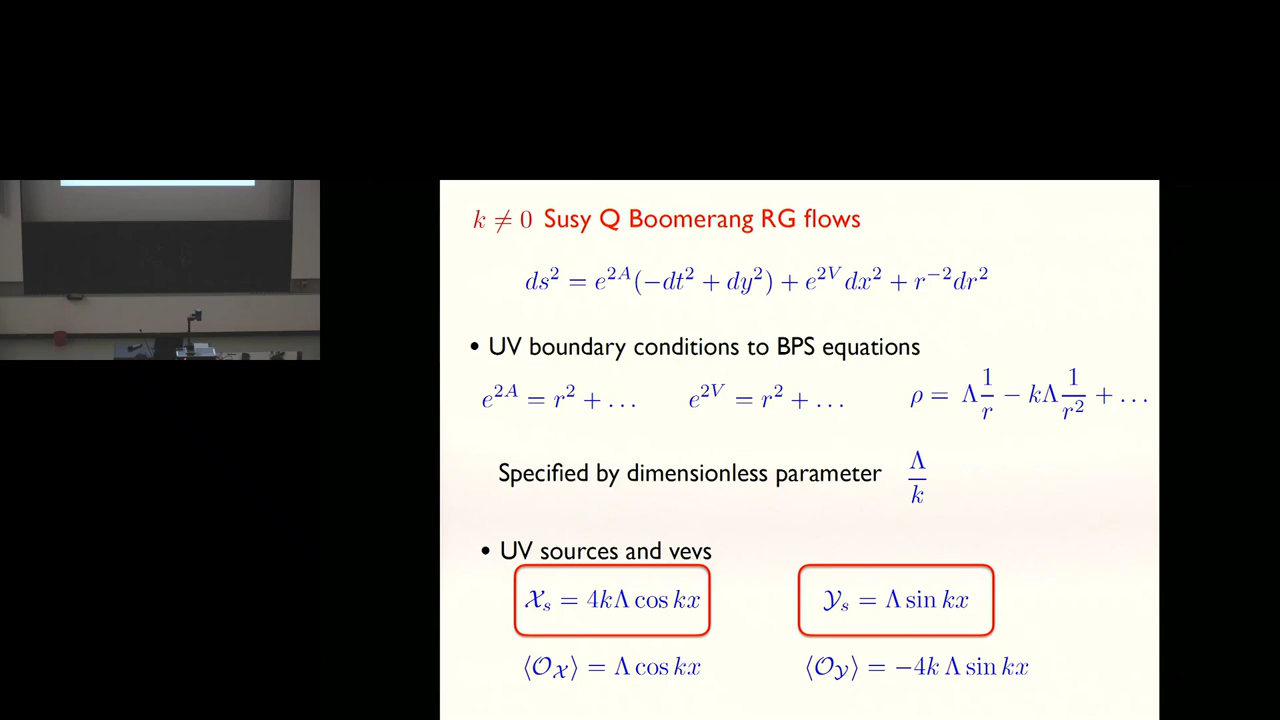 k ≠ 0 Susy Q Boomerang RG flows
ds² = e^{2A}(−dt² + dy²) + e^{2V}dx² + r^{−2}dr²
• UV boundary conditions to BPS equations
e^{2A} = r² + … e^{2V} = r² + … ρ = Λ 1/r − kΛ 1/r² + …
Specified by dimensionless parameter Λ/k
• UV sources and vevs
𝒳_s = 4kΛ cos kx 𝒴_s = Λ sin kx
⟨𝒪_𝒳⟩ = Λ cos kx ⟨𝒪_𝒴⟩ = −4k Λ sin kx